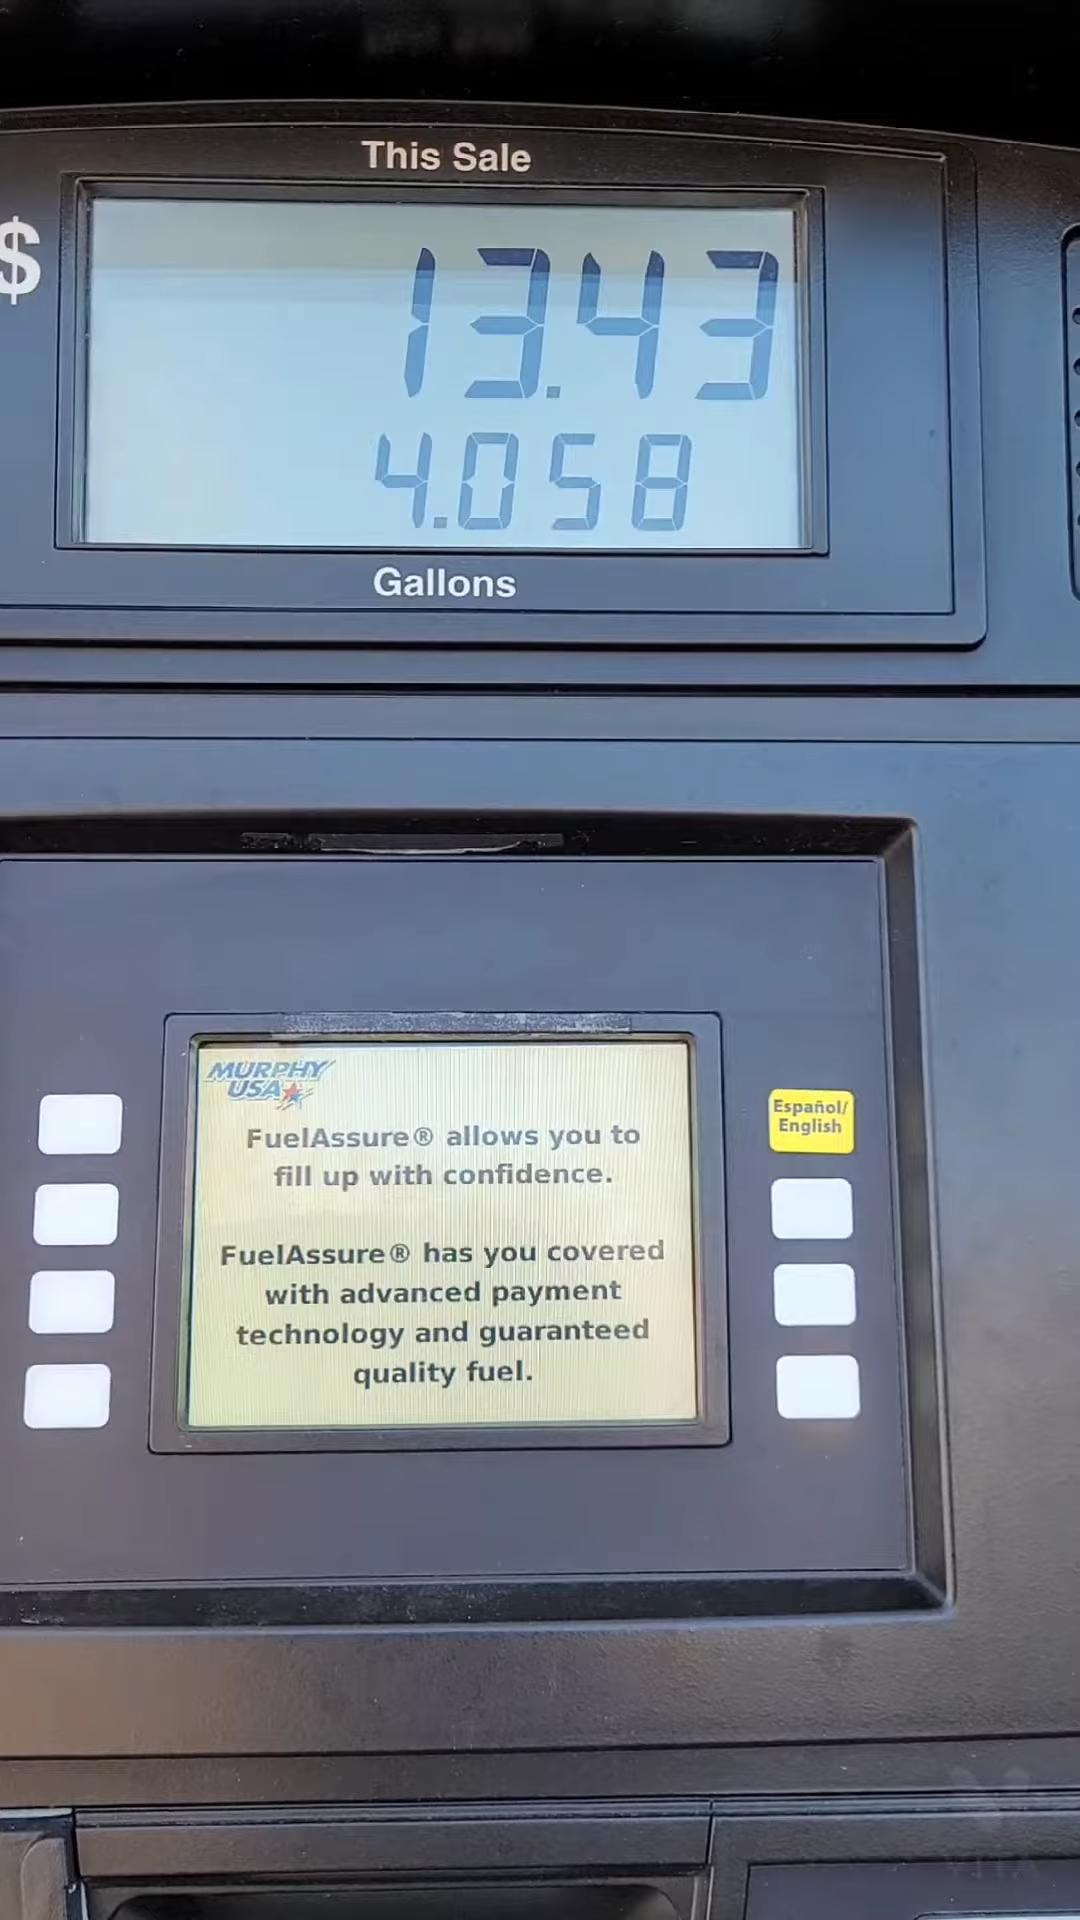 This Sale
$
13.43
4.058
Gallons
MURPHY
USA
Español/
English
FuelAssure® allows you to
fill up with confidence.
FuelAssure® has you covered
with advanced payment
technology and guaranteed
quality fuel.